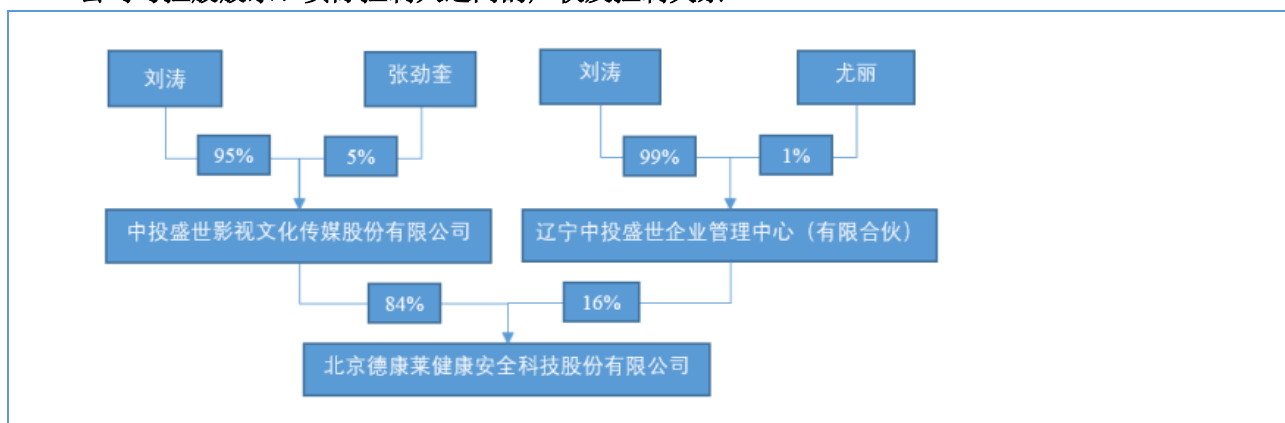 刘涛
张劲奎
刘涛
尤丽
95%
5%
99%
1%
中投盛世影视文化传媒股份有限公司
辽宁中投盛世企业管理中心（有限合伙）
84%
16%
北京德康莱健康安全科技股份有限公司